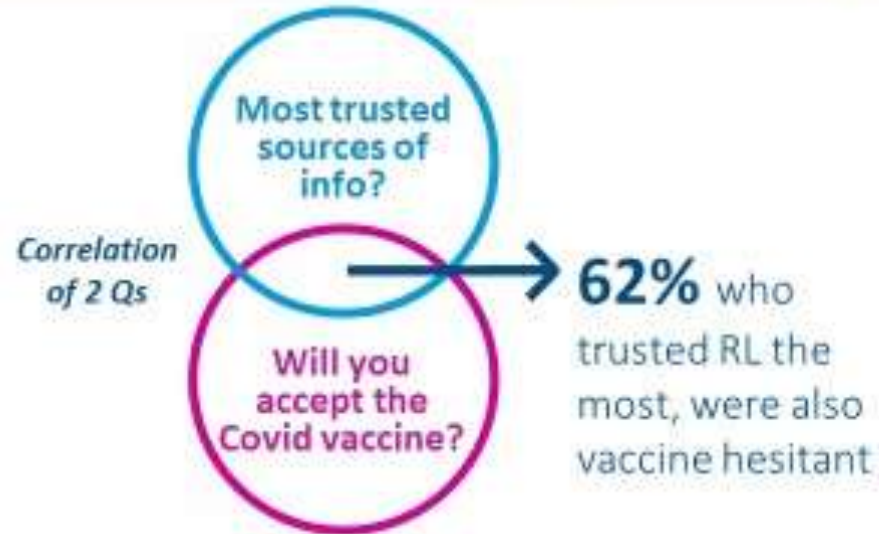 Most trusted
sources of
info?
Correlation
of 2 Qs
62% who
trusted RL the
most, were also
vaccine hesitant
Will you
accept the
Covid vaccine?